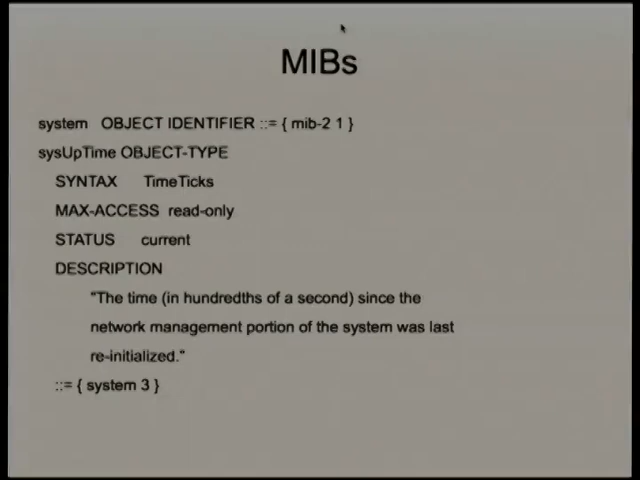 MIBs
system OBJECT IDENTIFIER ::= { mib-2 1 }
sysUpTime OBJECT-TYPE
SYNTAX TimeTicks
MAX-ACCESS read-only
STATUS current
DESCRIPTION
"The time (in hundredths of a second) since the
network management portion of the system was last
re-initialized."
::= { system 3 }